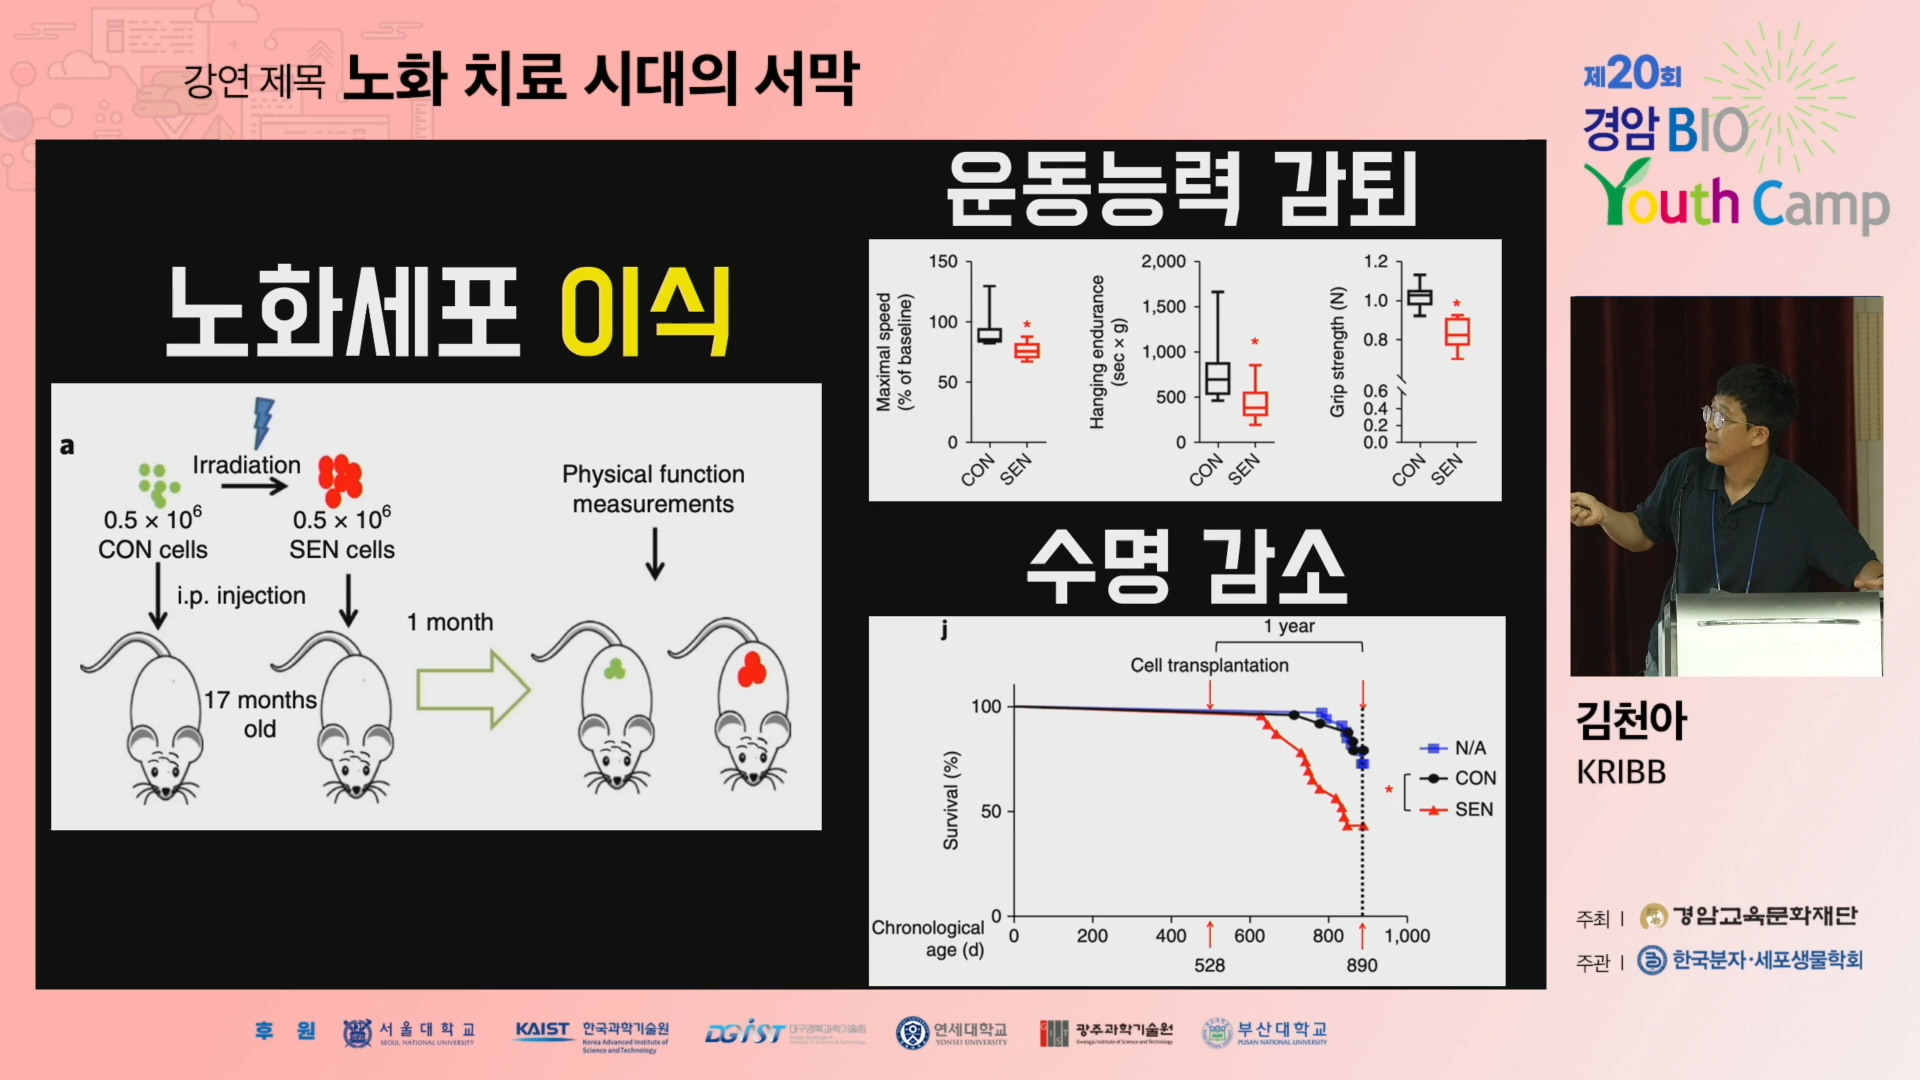 강연 제목 노화 치료 시대의 서막
제20회
경암 BIO
Youth Camp
노화세포 이식
a
Irradiation
0.5 × 10⁶
CON cells
0.5 × 10⁶
SEN cells
i.p. injection
17 months
old
1 month
Physical function
measurements
운동능력 감퇴
Maximal speed
(% of baseline)
150
100
50
0
CON
SEN
*
Hanging endurance
(sec × g)
2,000
1,500
1,000
500
0
CON
SEN
*
Grip strength (N)
1.2
1.0
0.8
0.6
0.4
0.2
0.0
CON
SEN
*
수명 감소
j
1 year
Cell transplantation
Survival (%)
100
50
0
N/A
CON
SEN
*
Chronological
age (d)
0 200 400 600 800 1,000
528 890
김천아
KRIBB
주최 | 경암교육문화재단
주관 | 한국분자·세포생물학회
후 원
서울대학교
SEOUL NATIONAL UNIVERSITY
KAIST 한국과학기술원
Korea Advanced Institute of
Science and Technology
DGIST 대구경북과학기술원
연세대학교
YONSEI UNIVERSITY
광주과학기술원
Gwangju Institute of Science and Technology
부산대학교
PUSAN NATIONAL UNIVERSITY